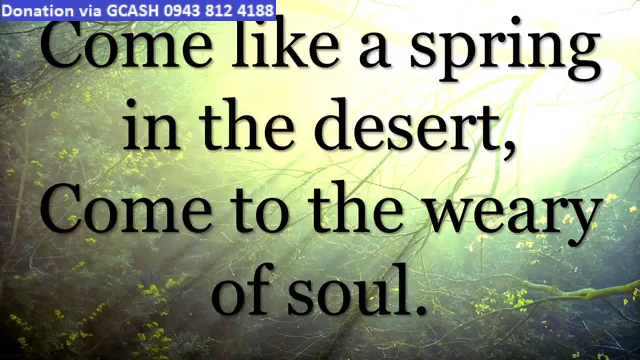 Donation via GCASH 0943 812 4188
Come like a spring
in the desert,
Come to the weary
of soul.